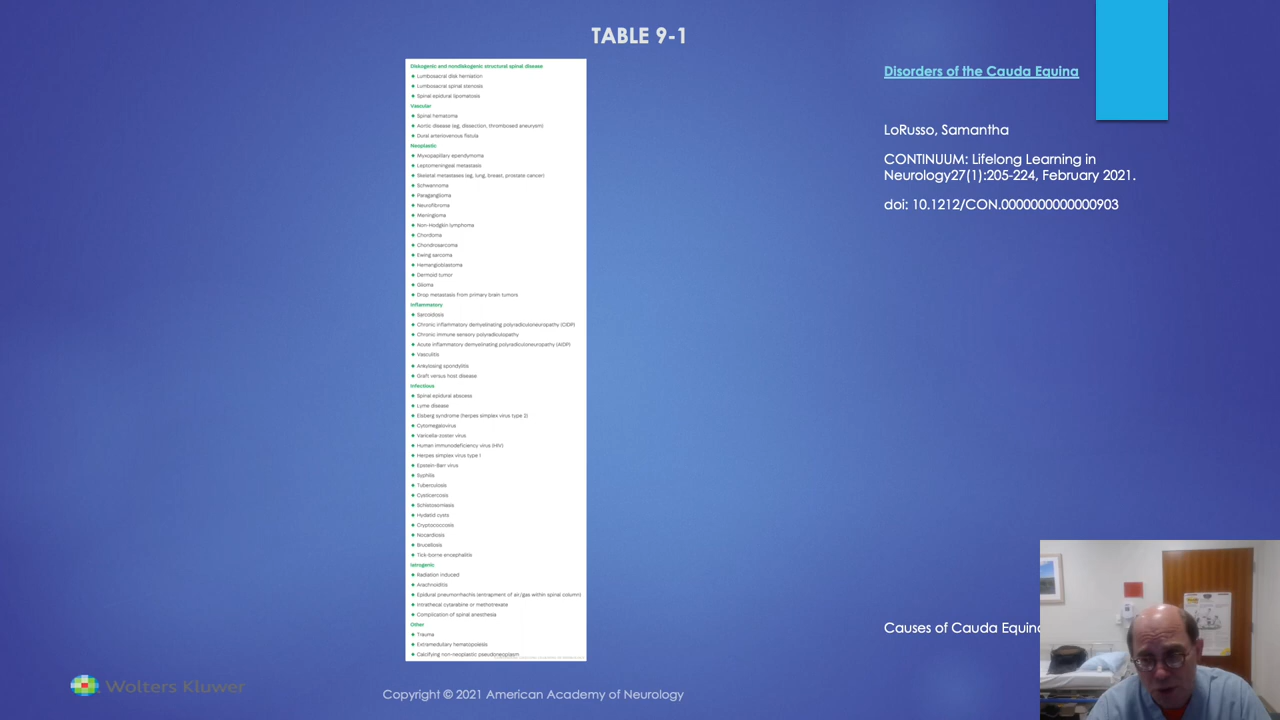 TABLE 9-1
Diskogenic and nondiskogenic structural spinal disease
Lumbosacral disk herniation
Lumbosacral spinal stenosis
Spinal epidural lipomatosis
Vascular
Spinal hematoma
Aortic disease (eg, dissection, thrombosed aneurysm)
Dural arteriovenous fistula
Neoplastic
Myxopapillary ependymoma
Leptomeningeal metastasis
Skeletal metastases (eg, lung, breast, prostate cancer)
Schwannoma
Paraganglioma
Neurofibroma
Meningioma
Non-Hodgkin lymphoma
Chordoma
Chondrosarcoma
Ewing sarcoma
Hemangioblastoma
Dermoid tumor
Glioma
Drop metastasis from primary brain tumors
Inflammatory
Sarcoidosis
Chronic inflammatory demyelinating polyradiculoneuropathy (CIDP)
Chronic immune sensory polyradiculopathy
Acute inflammatory demyelinating polyradiculoneuropathy (AIDP)
Vasculitis
Ankylosing spondylitis
Graft versus host disease
Infectious
Spinal epidural abscess
Lyme disease
Elsberg syndrome (herpes simplex virus type 2)
Cytomegalovirus
Varicella-zoster virus
Human immunodeficiency virus (HIV)
Herpes simplex virus type 1
Epstein-Barr virus
Syphilis
Tuberculosis
Cysticercosis
Schistosomiasis
Hydatid cysts
Cryptococcosis
Nocardiosis
Brucellosis
Tick-borne encephalitis
Iatrogenic
Radiation induced
Arachnoiditis
Epidural pneumorrhachis (entrapment of air/gas within spinal column)
Intrathecal cytarabine or methotrexate
Complication of spinal anesthesia
Other
Trauma
Extramedullary hematopoiesis
Calcifying non-neoplastic pseudoneoplasm
Disorders of the Cauda Equina
LoRusso, Samantha
CONTINUUM: Lifelong Learning in
Neurology27(1):205-224, February 2021.
doi: 10.1212/CON.0000000000000903
Causes of Cauda Equina
Wolters Kluwer
Copyright © 2021 American Academy of Neurology